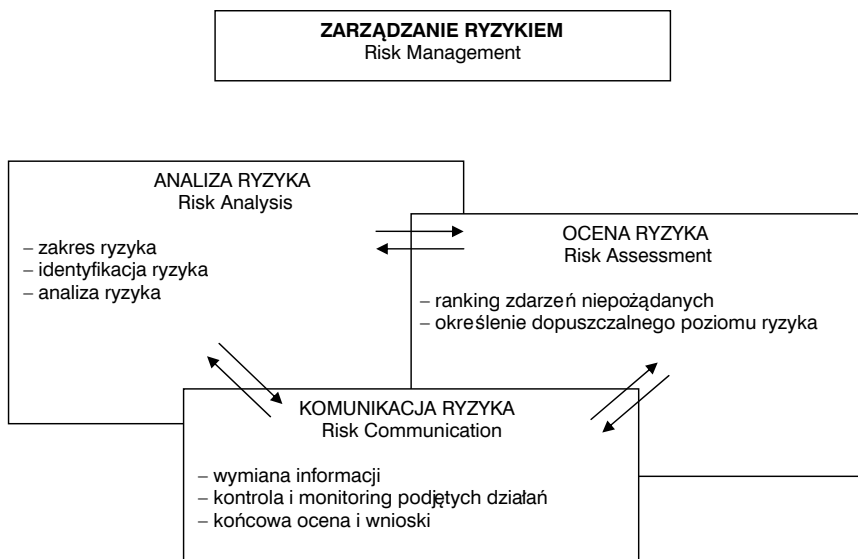 ZARZĄDZANIE RYZYKIEM
Risk Management
ANALIZA RYZYKA
Risk Analysis
– zakres ryzyka
– identyfikacja ryzyka
– analiza ryzyka
OCENA RYZYKA
Risk Assessment
– ranking zdarzeń niepożądanych
– określenie dopuszczalnego poziomu ryzyka
KOMUNIKACJA RYZYKA
Risk Communication
– wymiana informacji
– kontrola i monitoring podjętych działań
– końcowa ocena i wnioski